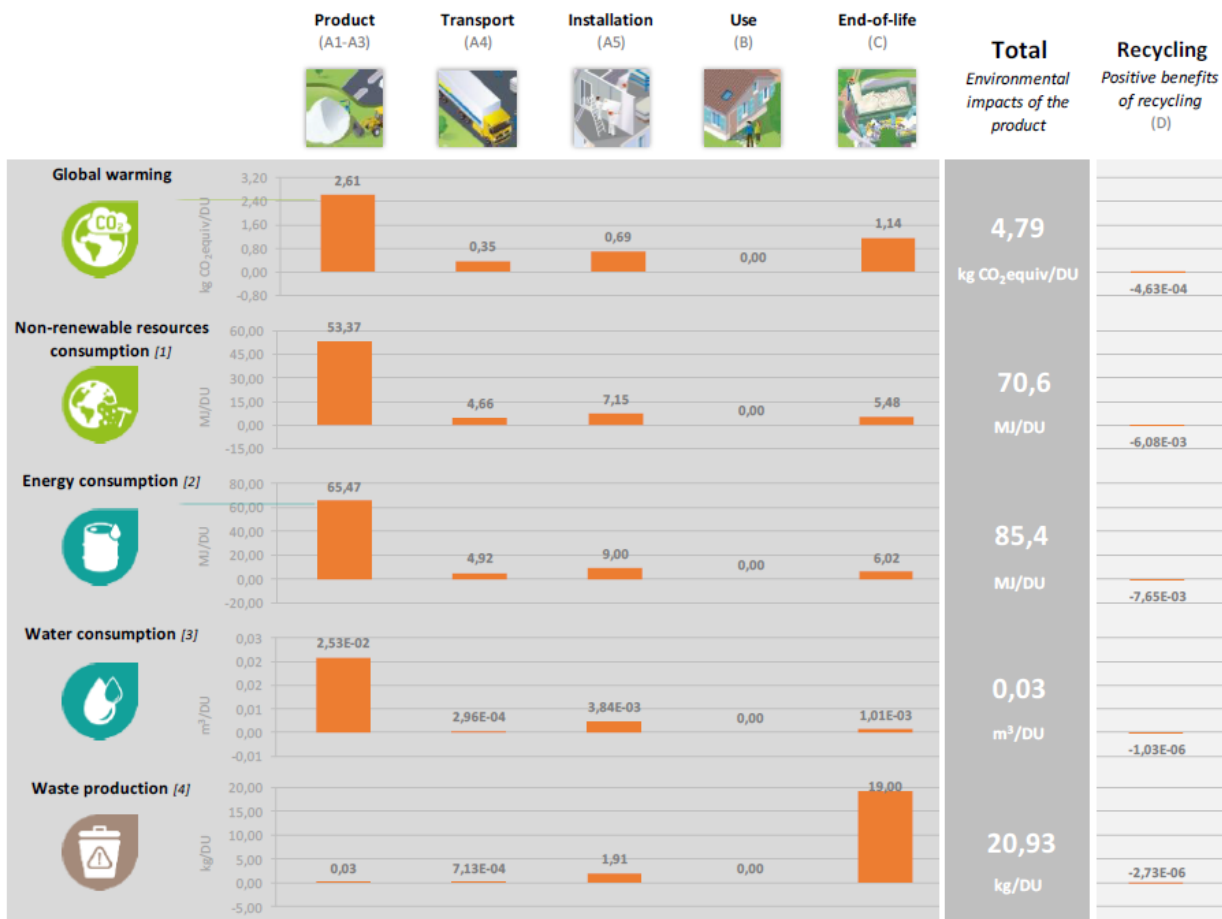 Product
(A1-A3)
Transport
(A4)
Installation
(A5)
Use
(B)
End-of-life
(C)
Total
Environmental
impacts of the
product
Recycling
Positive benefits
of recycling
(D)
Global warming
CO2
kg CO2equiv/DU
3,20
2,40
1,60
0,80
0,00
-0,80
2,61
0,35
0,69
0,00
1,14
4,79
kg CO2equiv/DU
-4,63E-04
Non-renewable resources
consumption [1]
MJ/DU
60,00
45,00
30,00
15,00
0,00
-15,00
53,37
4,66
7,15
0,00
5,48
70,6
MJ/DU
-6,08E-03
Energy consumption [2]
MJ/DU
80,00
60,00
40,00
20,00
0,00
-20,00
65,47
4,92
9,00
0,00
6,02
85,4
MJ/DU
-7,65E-03
Water consumption [3]
m³/DU
0,03
0,02
0,02
0,01
0,00
-0,01
2,53E-02
2,96E-04
3,84E-03
0,00
1,01E-03
0,03
m³/DU
-1,03E-06
Waste production [4]
kg/DU
20,00
15,00
10,00
5,00
0,00
-5,00
0,03
7,13E-04
1,91
0,00
19,00
20,93
kg/DU
-2,73E-06